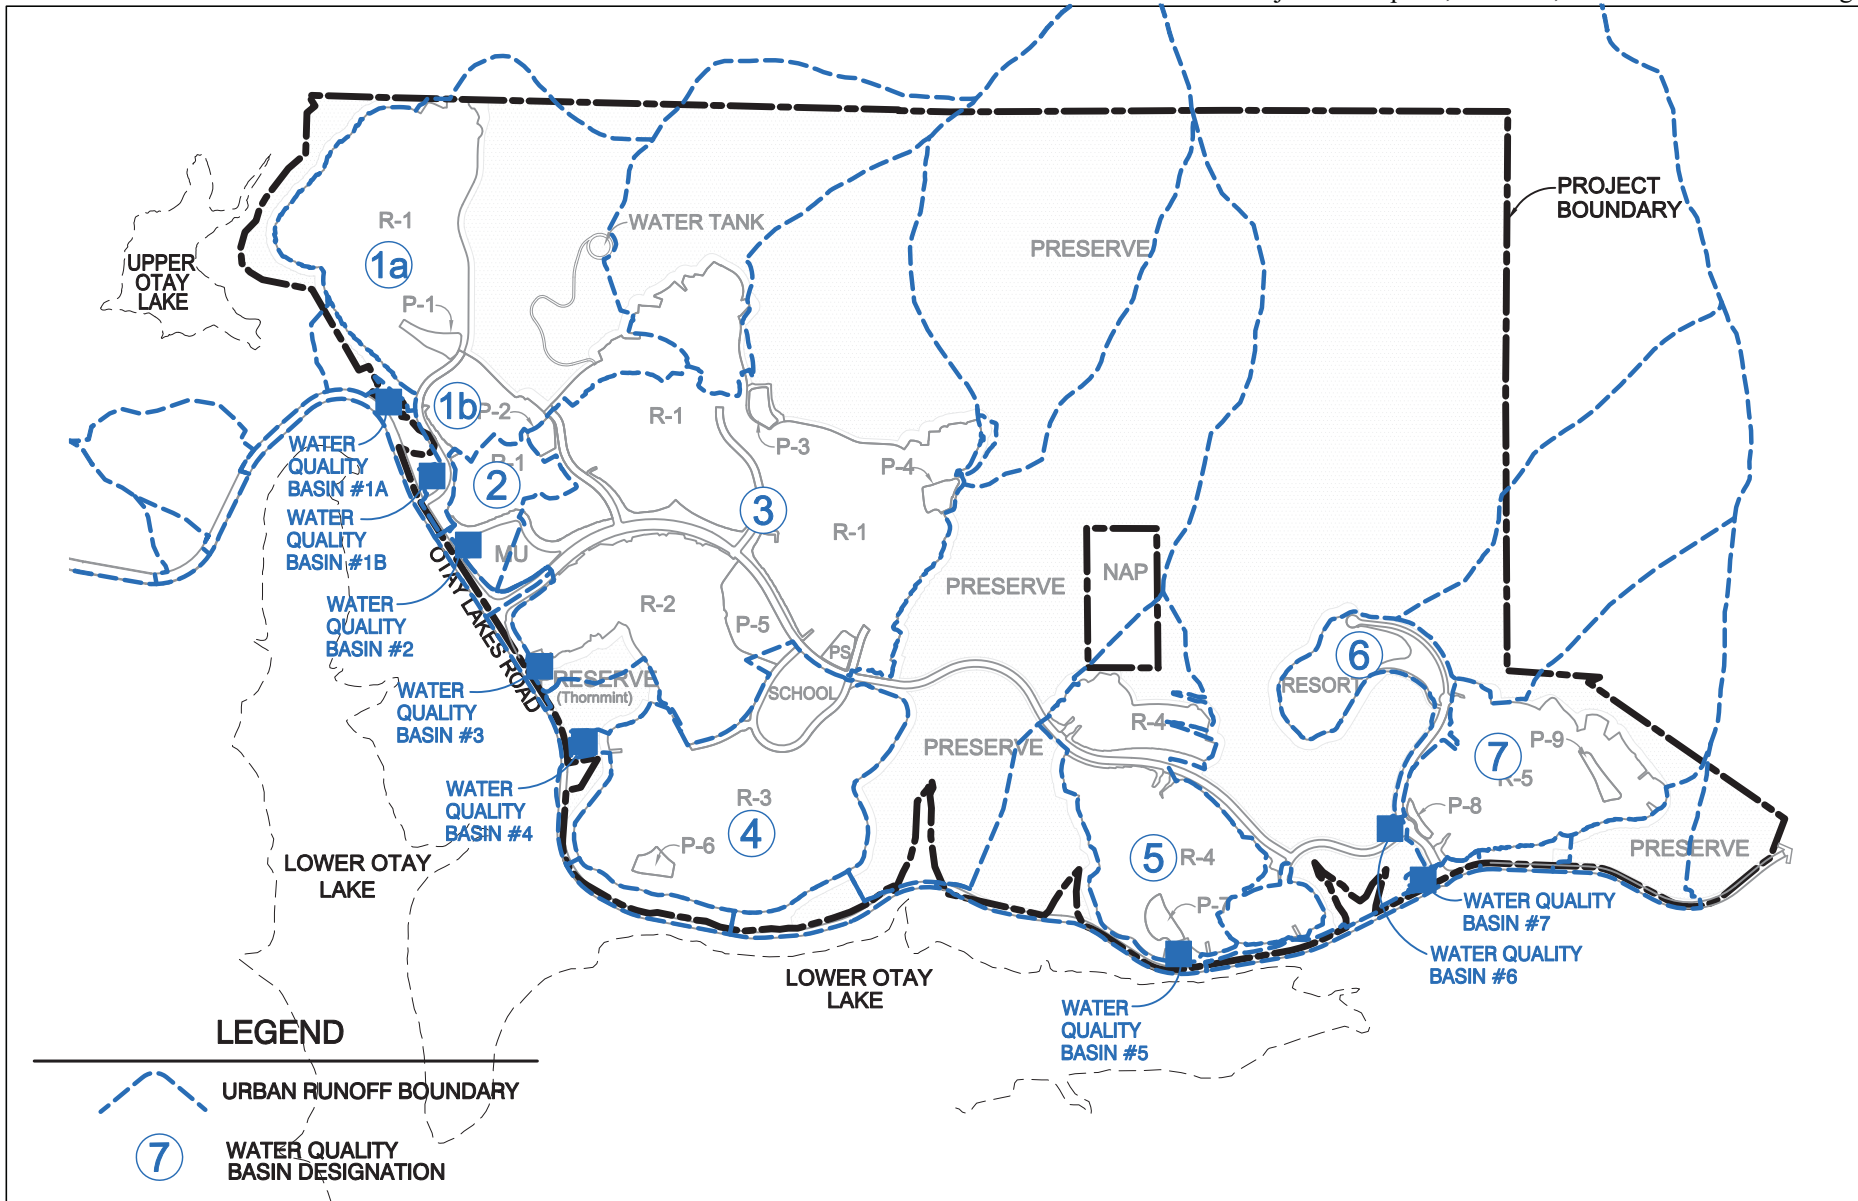 PROJECT
BOUNDARY
WATER TANK
PRESERVE
R-1
1a
UPPER
OTAY
LAKE
P-1
1b
P-2
R-1
P-3
P-4
WATER
QUALITY
BASIN #1A
R-1
2
3
R-1
WATER
QUALITY
BASIN #1B
MU
OTAY LAKES ROAD
NAP
PRESERVE
WATER
QUALITY
BASIN #2
R-2
P-5
PS
6
RESORT
PRESERVE
(Thornmint)
SCHOOL
WATER
QUALITY
BASIN #3
R-4
PRESERVE
7
P-9
R-5
WATER
QUALITY
BASIN #4
R-3
4
P-6
P-8
5
R-4
PRESERVE
LOWER OTAY
LAKE
P-7
WATER QUALITY
BASIN #7
WATER QUALITY
BASIN #6
LOWER OTAY
LAKE
WATER
QUALITY
BASIN #5
LEGEND
URBAN RUNOFF BOUNDARY
7
WATER QUALITY
BASIN DESIGNATION